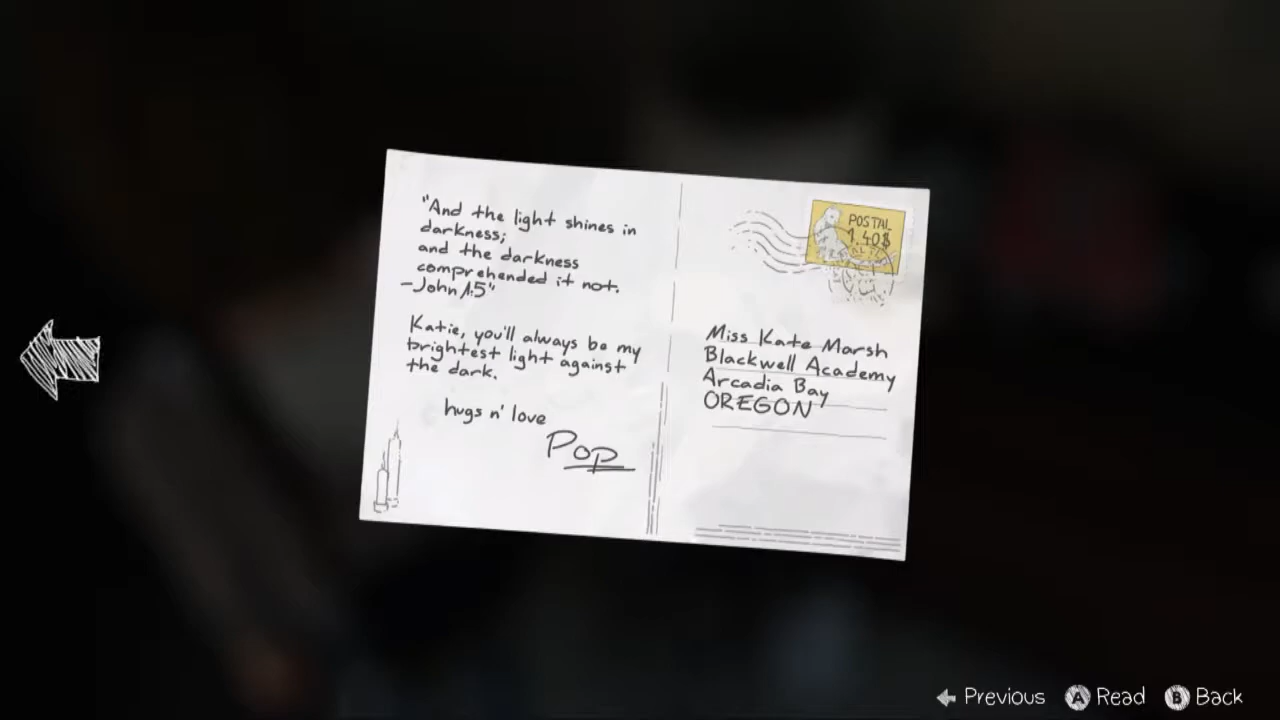 "And the light shines in
darkness;
and the darkness
comprehended it not.
-John 1:5"
Katie, you'll always be my
brightest light against
the dark.
hugs n' love
Pop
POSTAL
1.40$
Miss Kate Marsh
Blackwell Academy
Arcadia Bay
OREGON
Previous
A Read
B Back